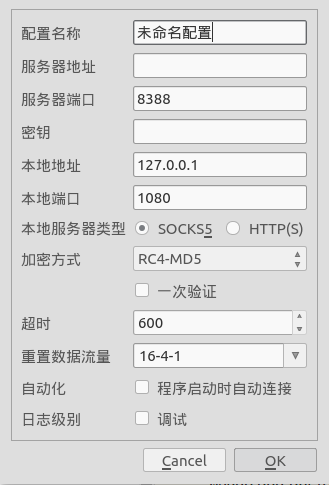 配置名称 未命名配置
服务器地址
服务器端口 8388
密钥
本地地址 127.0.0.1
本地端口 1080
本地服务器类型 SOCKS5 HTTP(S)
加密方式 RC4-MD5
一次验证
超时 600
重置数据流量 16-4-1
自动化 程序启动时自动连接
日志级别 调试
Cancel OK